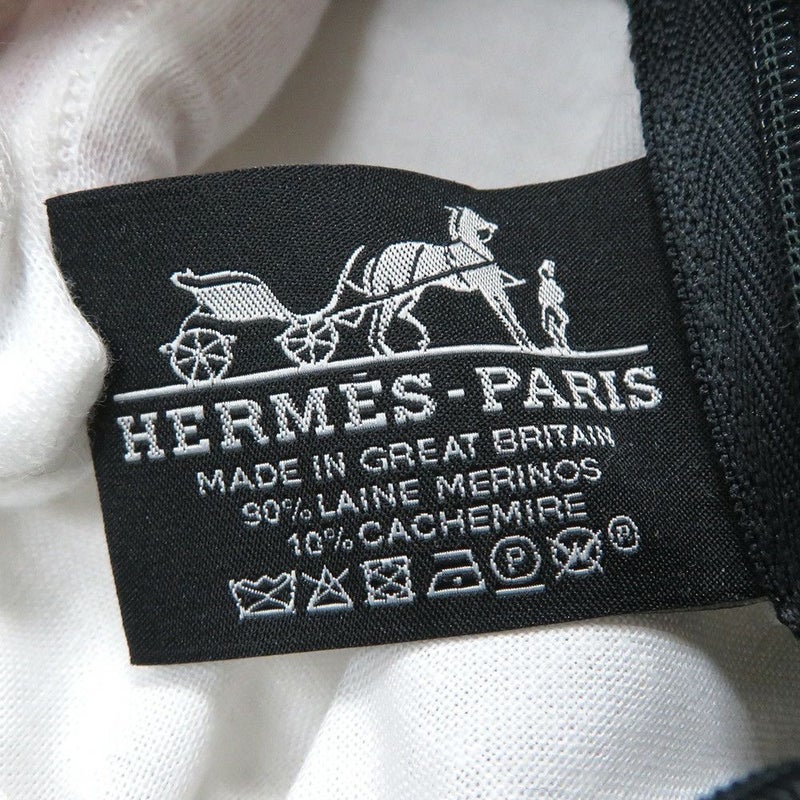 HERMÈS-PARIS
MADE IN GREAT BRITAIN
90% LAINE MERINOS
10% CACHEMIRE
P W P